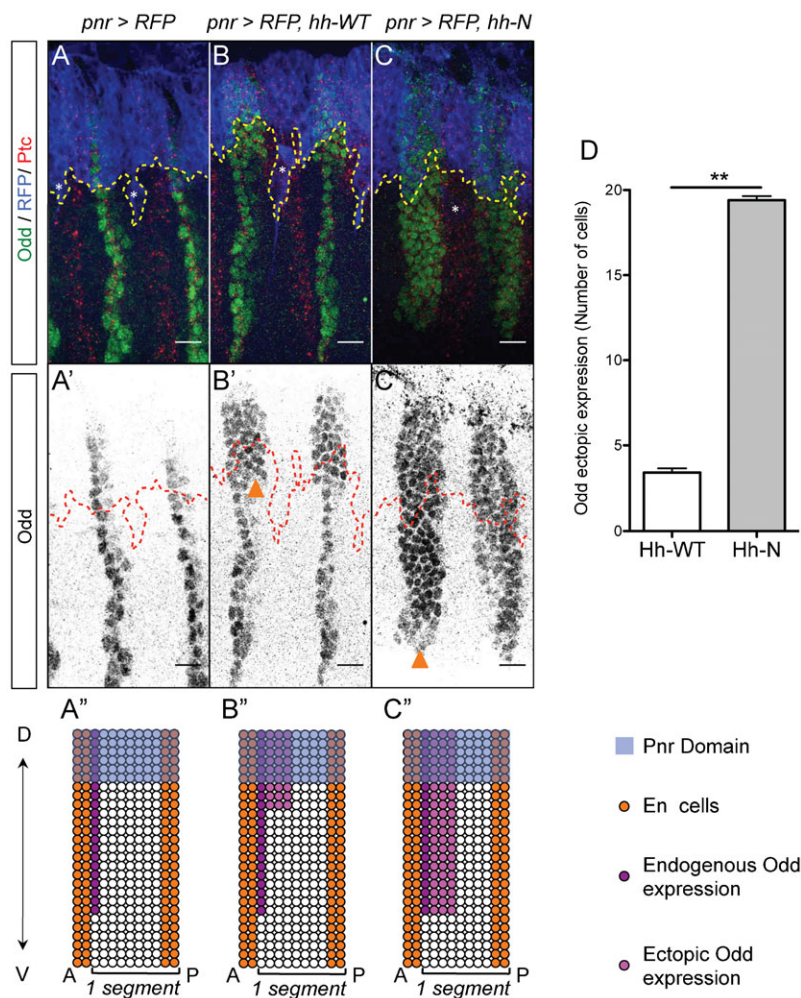 pnr > RFP
pnr > RFP, hh-WT
pnr > RFP, hh-N
Odd / RFP/ Ptc
A
B
C
*
*
*
*
D
**
Odd ectopic expresison (Number of cells)
20
15
10
5
0
Hh-WT
Hh-N
Odd
A'
B'
C'
A”
B”
C”
D
V
A
P
1 segment
A
P
1 segment
A
P
1 segment
Pnr Domain
En cells
Endogenous Odd
expression
Ectopic Odd
expression